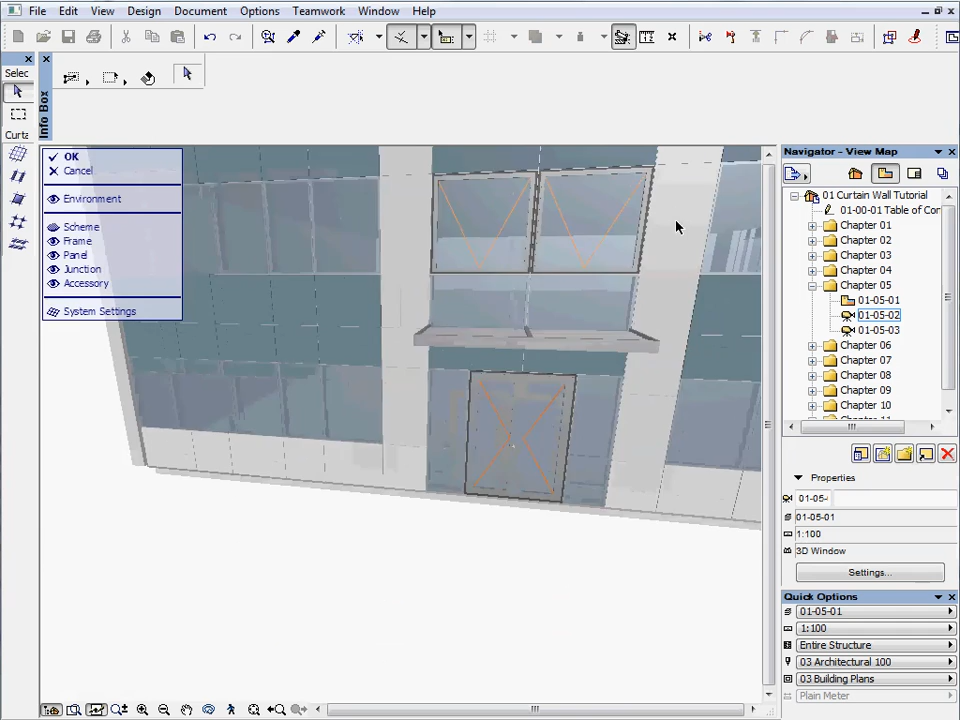 File Edit View Design Document Options Teamwork Window Help
Selec
Info Box
Curta
OK
Cancel
Environment
Scheme
Frame
Panel
Junction
Accessory
System Settings
Navigator - View Map
01 Curtain Wall Tutorial
01-00-01 Table of Con
Chapter 01
Chapter 02
Chapter 03
Chapter 04
Chapter 05
01-05-01
01-05-02
01-05-03
Chapter 06
Chapter 07
Chapter 08
Chapter 09
Chapter 10
Properties
01-05-
01-05-01
1:100
3D Window
Settings...
Quick Options
01-05-01
1:100
Entire Structure
03 Architectural 100
03 Building Plans
Plain Meter